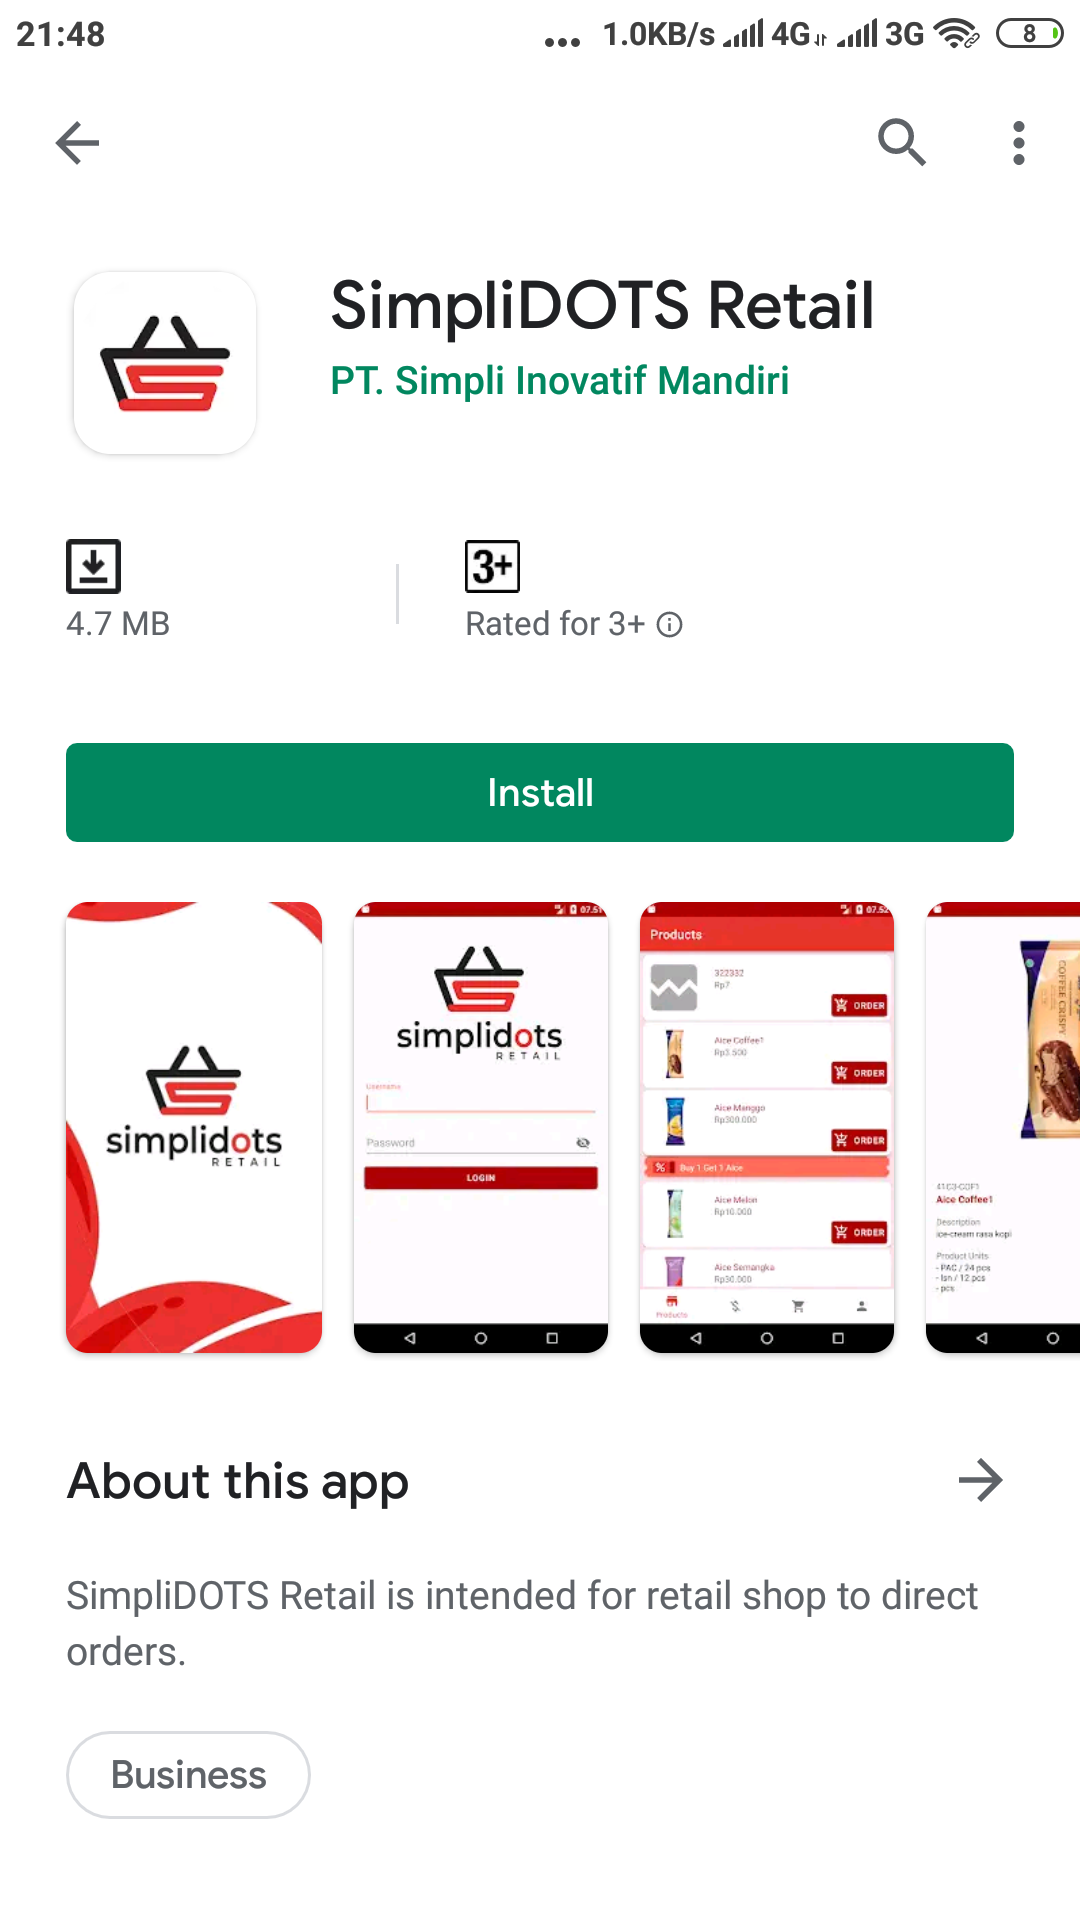 21:48
... 1.0KB/s 4G 3G 8
SimpliDOTS Retail
PT. Simpli Inovatif Mandiri
3+
4.7 MB
Rated for 3+
Install
simplidots
RETAIL
07.51
simplidots
RETAIL
Username
Password
LOGIN
07.52
Products
322332
Rp7
ORDER
Aice Coffee1
Rp3.500
ORDER
Aice Manggo
Rp300.000
ORDER
% Buy 1 Get 1 Aice
Aice Melon
Rp10.000
ORDER
Aice Semangka
Rp30.000
Products
COFFEE CRISPY
Aice Coffee1
Description
ice-cream rasa kopi
Product Units
- PAC / 24 pcs
- lsn / 12 pcs
- pcs
About this app
SimpliDOTS Retail is intended for retail shop to direct
orders.
Business